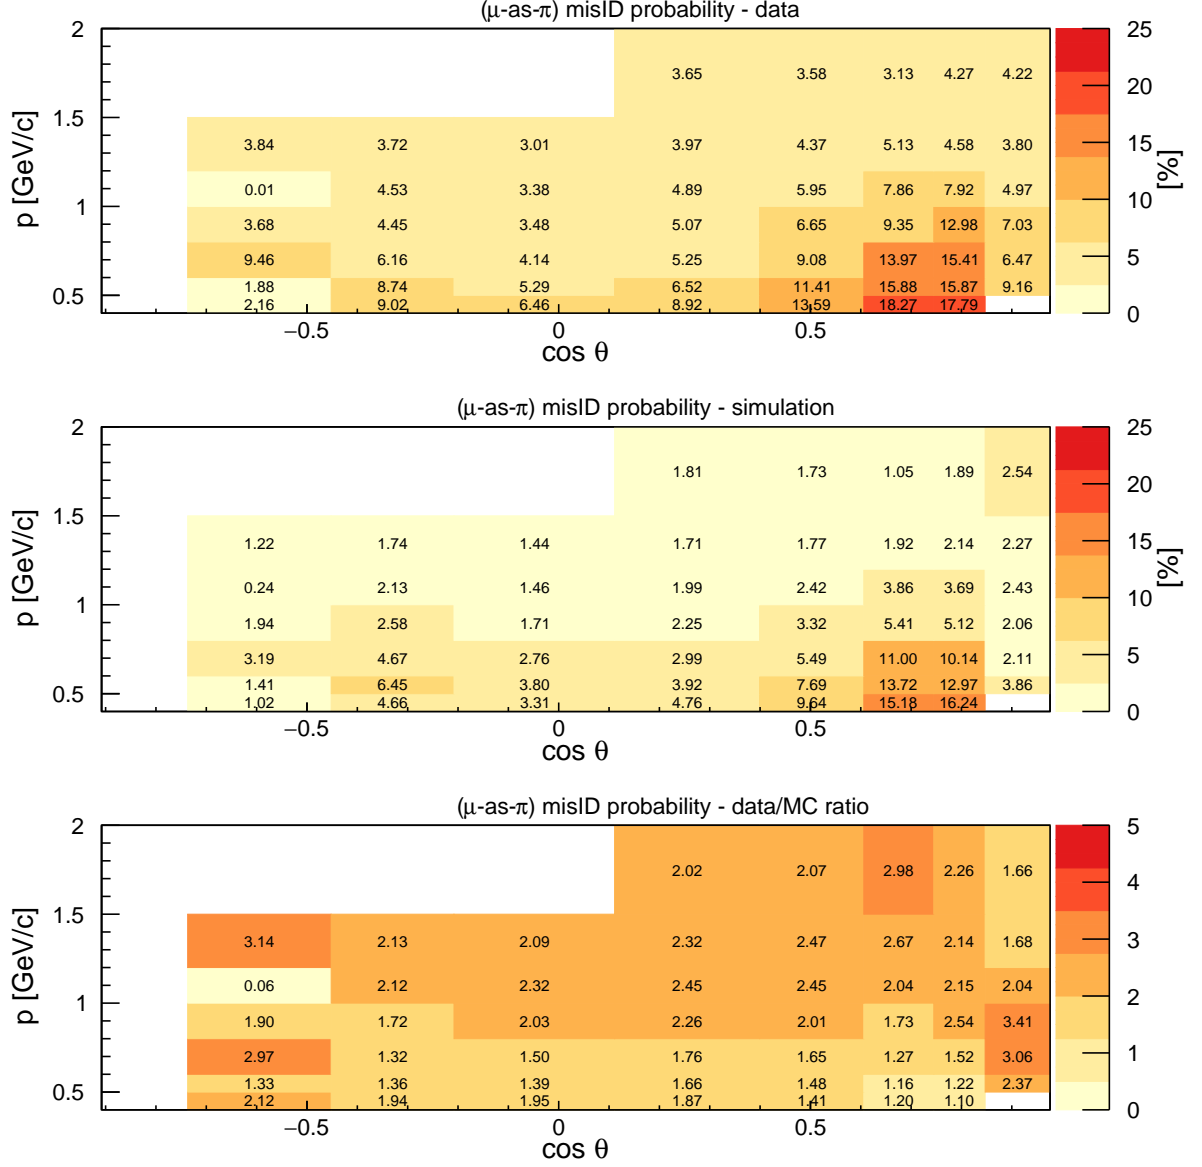 (μ-as-π) misID probability - data
2 25
3.65 3.58 3.13 4.27 4.22
20
1.5
3.84 3.72 3.01 3.97 4.37 5.13 4.58 3.80
15
0.01 4.53 3.38 4.89 5.95 7.86 7.92 4.97
1 10
3.68 4.45 3.48 5.07 6.65 9.35 12.98 7.03
9.46 6.16 4.14 5.25 9.08 13.97 15.41 6.47
5
1.88 8.74 5.29 6.52 11.41 15.88 15.87 9.16
0.5
2.16 9.02 6.46 8.92 13.59 18.27 17.79
0
−0.5 0 0.5
cos θ
p [GeV/c]
[%]
(μ-as-π) misID probability - simulation
2 25
1.81 1.73 1.05 1.89 2.54
20
1.5
1.22 1.74 1.44 1.71 1.77 1.92 2.14 2.27
15
0.24 2.13 1.46 1.99 2.42 3.86 3.69 2.43
1 10
1.94 2.58 1.71 2.25 3.32 5.41 5.12 2.06
3.19 4.67 2.76 2.99 5.49 11.00 10.14 2.11
5
1.41 6.45 3.80 3.92 7.69 13.72 12.97 3.86
0.5
1.02 4.66 3.31 4.76 9.64 15.18 16.24
0
−0.5 0 0.5
cos θ
p [GeV/c]
[%]
(μ-as-π) misID probability - data/MC ratio
2 5
2.02 2.07 2.98 2.26 1.66
4
1.5
3.14 2.13 2.09 2.32 2.47 2.67 2.14 1.68
3
0.06 2.12 2.32 2.45 2.45 2.04 2.15 2.04
1 2
1.90 1.72 2.03 2.26 2.01 1.73 2.54 3.41
2.97 1.32 1.50 1.76 1.65 1.27 1.52 3.06
1
1.33 1.36 1.39 1.66 1.48 1.16 1.22 2.37
0.5
2.12 1.94 1.95 1.87 1.41 1.20 1.10
0
−0.5 0 0.5
cos θ
p [GeV/c]